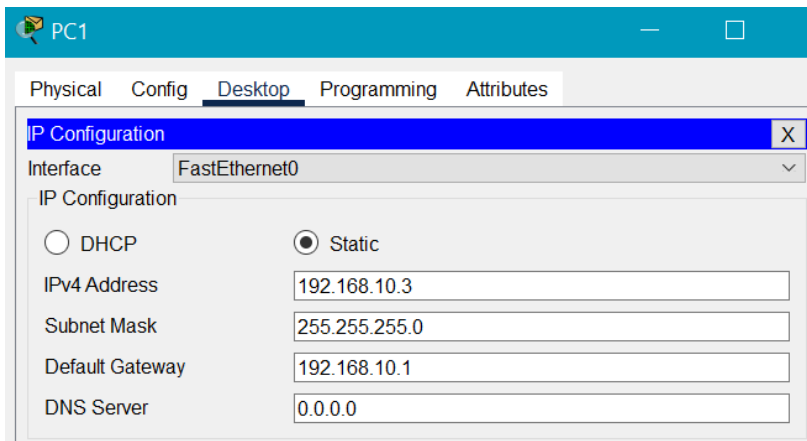 PC1
Physical Config Desktop Programming Attributes
IP Configuration X
Interface FastEthernet0
IP Configuration
DHCP Static
IPv4 Address 192.168.10.3
Subnet Mask 255.255.255.0
Default Gateway 192.168.10.1
DNS Server 0.0.0.0